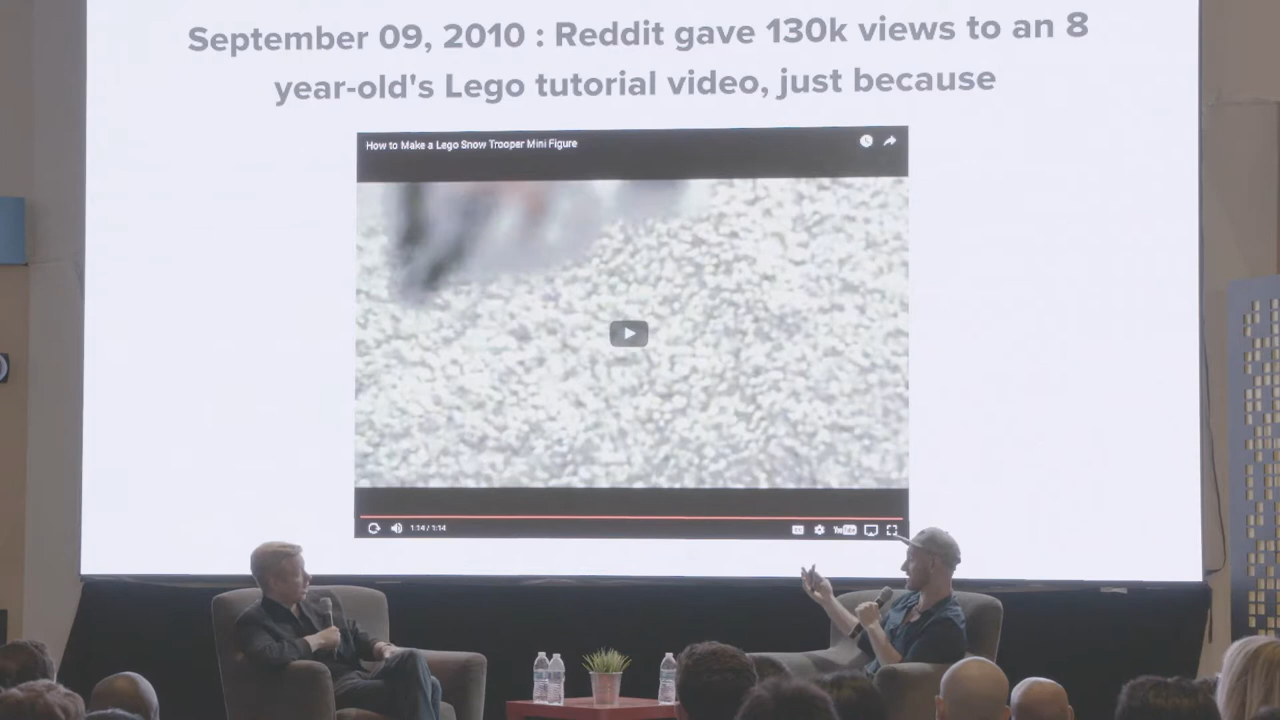 September 09, 2010 : Reddit gave 130k views to an 8
year-old's Lego tutorial video, just because
How to Make a Lego Snow Trooper Mini Figure
1:14 / 1:14
YouTube